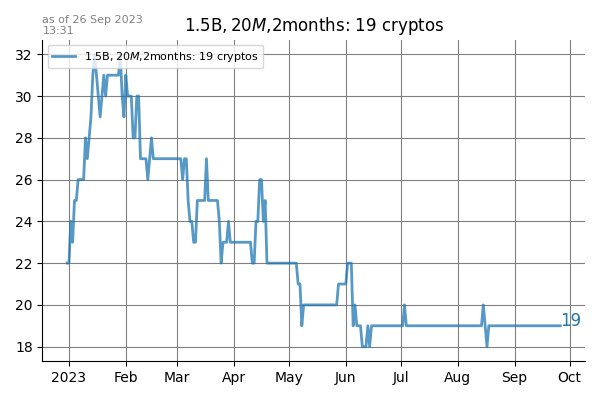 as of 26 Sep 2023
13:31
1.5B, 20M,2months: 19 cryptos
1.5B, 20M,2months: 19 cryptos
32
30
28
26
24
22
20
18
19
2023 Feb Mar Apr May Jun Jul Aug Sep Oct